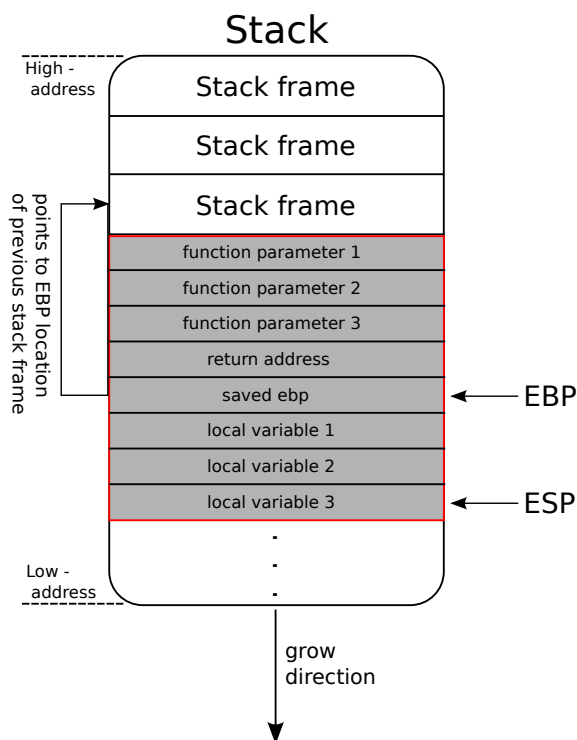 Stack
High -
address
Stack frame
Stack frame
Stack frame
points to EBP location
of previous stack frame
function parameter 1
function parameter 2
function parameter 3
return address
saved ebp
EBP
local variable 1
local variable 2
local variable 3
ESP
.
.
.
Low -
address
grow
direction